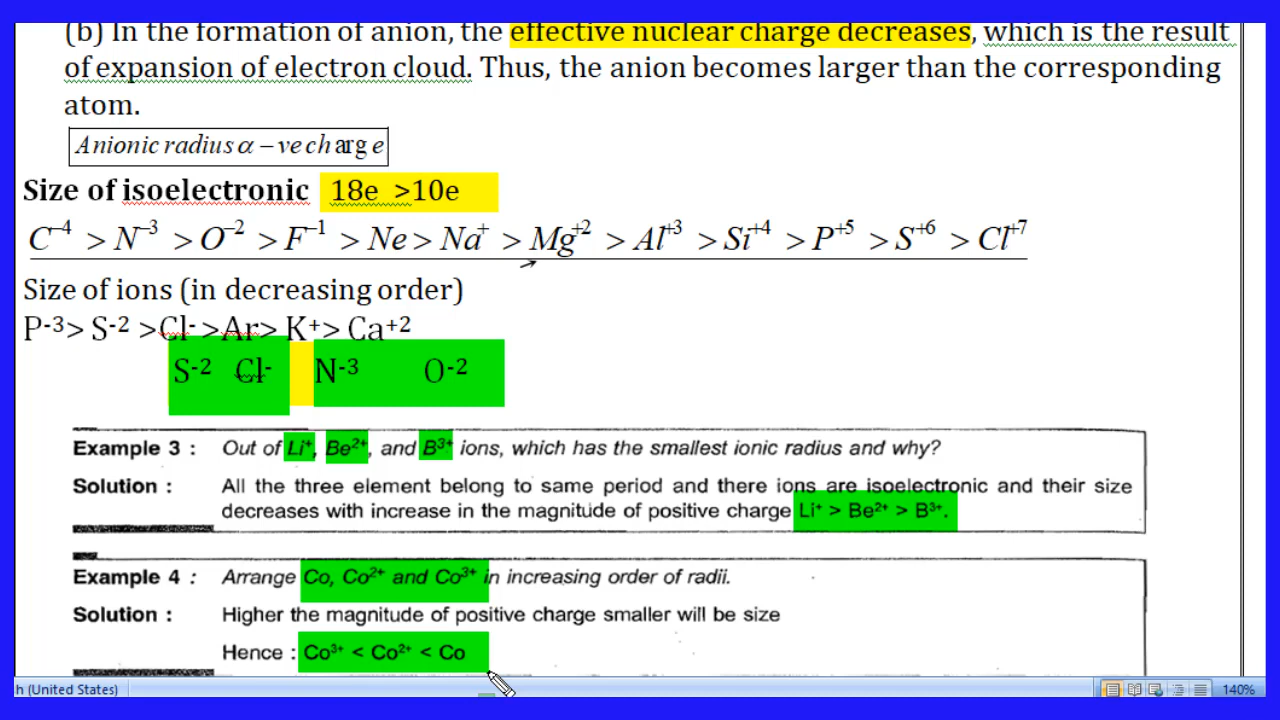 (b) In the formation of anion, the effective nuclear charge decreases, which is the result
of expansion of electron cloud. Thus, the anion becomes larger than the corresponding
atom.
Anionic radius α – ve charg e
Size of isoelectronic 18e >10e
C⁻⁴ > N⁻³ > O⁻² > F⁻¹ > Ne > Na⁺ > Mg⁺² > Al⁺³ > Si⁺⁴ > P⁺⁵ > S⁺⁶ > Cl⁺⁷
Size of ions (in decreasing order)
P⁻³> S⁻² >Cl⁻ >Ar> K⁺> Ca⁺²
S⁻² Cl⁻ N⁻³ O⁻²
Example 3 : Out of Li⁺, Be²⁺, and B³⁺ ions, which has the smallest ionic radius and why?
Solution : All the three element belong to same period and there ions are isoelectronic and their size
decreases with increase in the magnitude of positive charge Li⁺ > Be²⁺ > B³⁺.
Example 4 : Arrange Co, Co²⁺ and Co³⁺ in increasing order of radii.
Solution : Higher the magnitude of positive charge smaller will be size
Hence : Co³⁺ < Co²⁺ < Co
h (United States) 140%